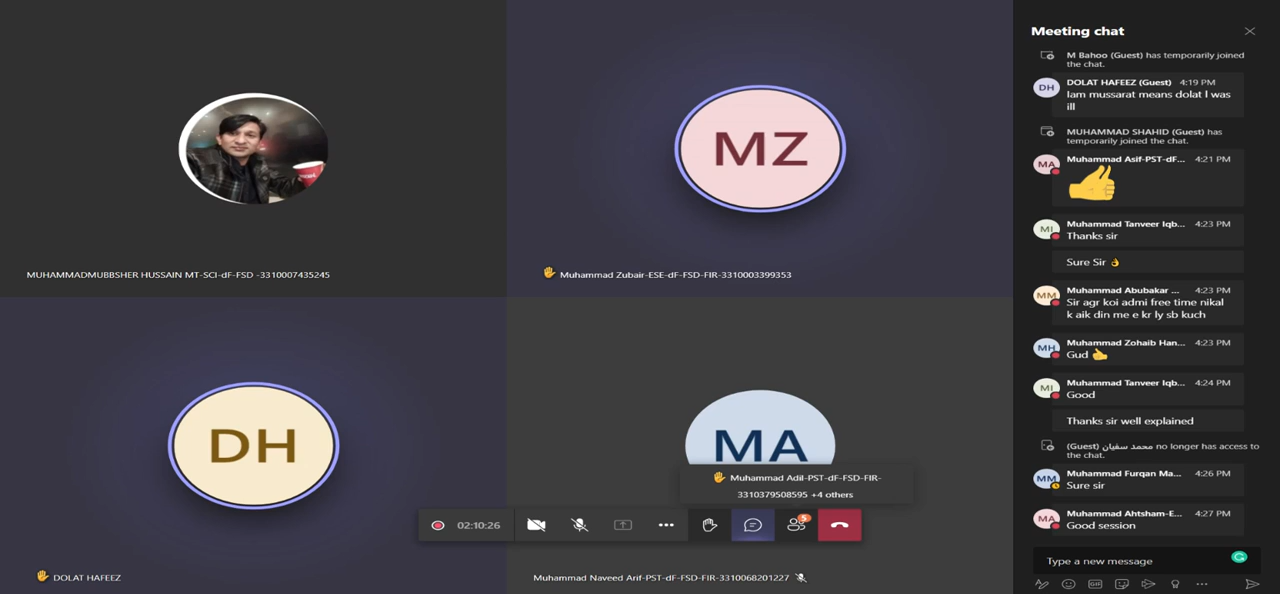 MUHAMMADMUBBSHER HUSSAIN MT-SCI-dF-FSD -3310007435245
MZ
Muhammad Zubair-ESE-dF-FSD-FIR-3310003399353
DH
DOLAT HAFEEZ
MA
Muhammad Adil-PST-dF-FSD-FIR-
3310379508595 +4 others
02:10:26
5
Muhammad Naveed Arif-PST-dF-FSD-FIR-3310068201227
Meeting chat
M Bahoo (Guest) has temporarily joined
the chat.
DH
DOLAT HAFEEZ (Guest) 4:19 PM
Iam mussarat means dolat I was
ill
MUHAMMAD SHAHID (Guest) has
temporarily joined the chat.
MA
Muhammad Asif-PST-dF... 4:21 PM
MI
Muhammad Tanveer Iqb... 4:23 PM
Thanks sir
Sure Sir 👌
MM
Muhammad Abubakar ... 4:23 PM
Sir agr koi admi free time nikal
k aik din me e kr ly sb kuch
MH
Muhammad Zohaib Han... 4:23 PM
Gud
MI
Muhammad Tanveer Iqb... 4:24 PM
Good
Thanks sir well explained
(Guest) محمد سفيان no longer has access to
the chat.
MM
Muhammad Furqan Ma... 4:26 PM
Sure sir
MA
Muhammad Ahtsham-E... 4:27 PM
Good session
Type a new message
GIF